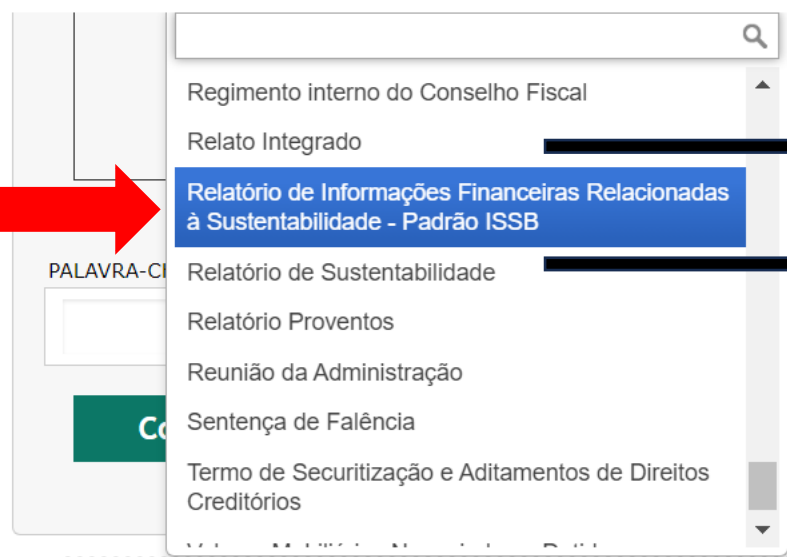 Regimento interno do Conselho Fiscal
Relato Integrado
Relatório de Informações Financeiras Relacionadas
à Sustentabilidade - Padrão ISSB
PALAVRA-C
Relatório de Sustentabilidade
Relatório Proventos
Reunião da Administração
Co
Sentença de Falência
Termo de Securitização e Aditamentos de Direitos
Creditórios